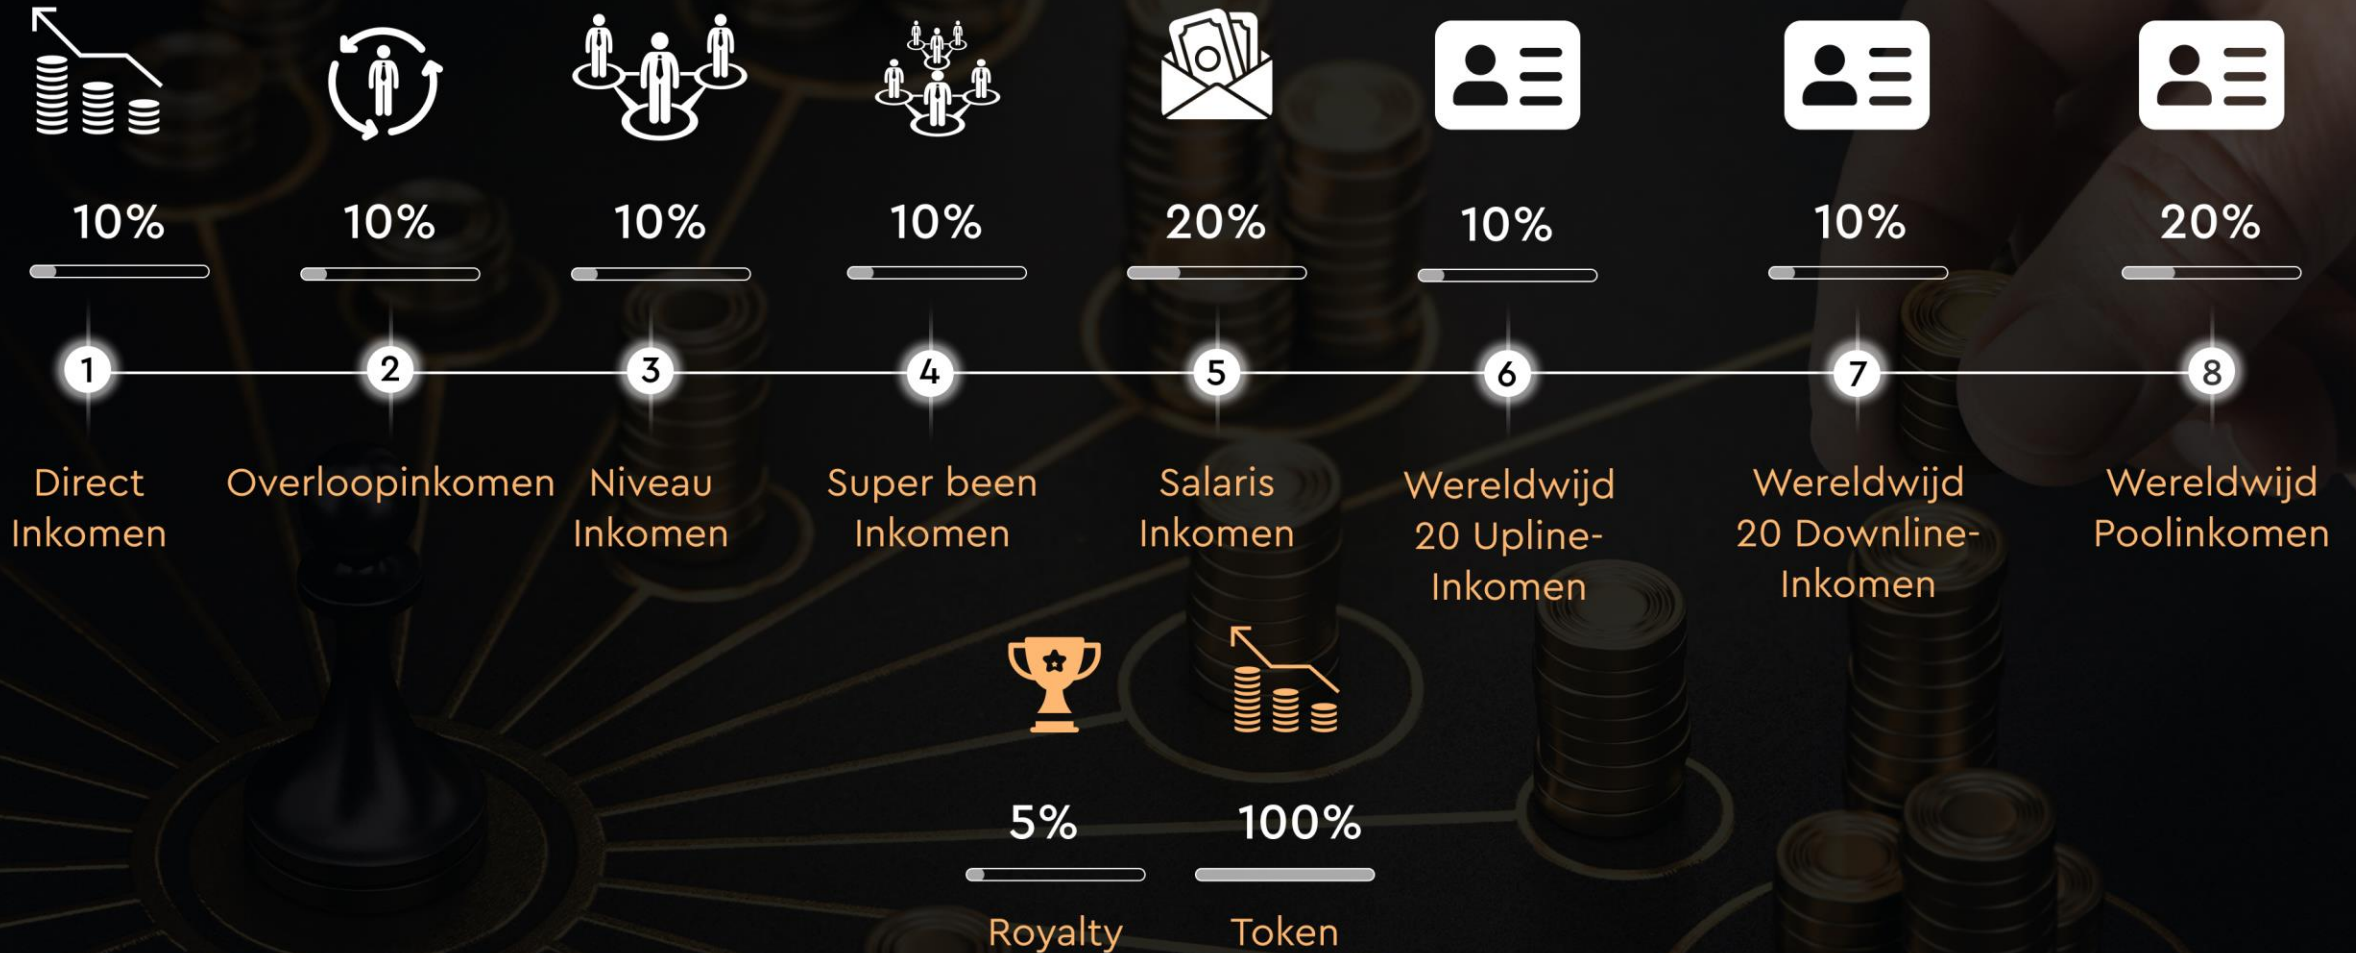 10%
10%
10%
10%
20%
10%
10%
20%
1
2
3
4
5
6
7
8
Direct
Inkomen
Overloopinkomen
Niveau
Inkomen
Super been
Inkomen
Salaris
Inkomen
Wereldwijd
20 Upline-
Inkomen
Wereldwijd
20 Downline-
Inkomen
Wereldwijd
Poolinkomen
5%
100%
Royalty
Token